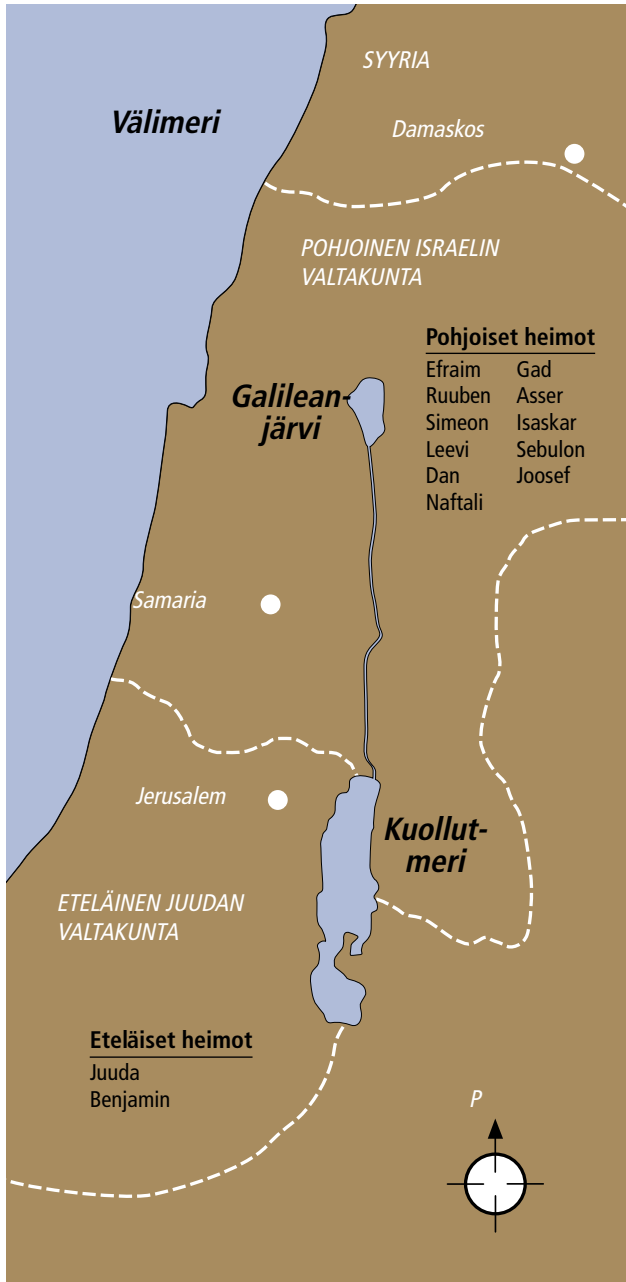 SYYRIA
Välimeri
Damaskos
POHJOINEN ISRAELIN
VALTAKUNTA
Pohjoiset heimot
Efraim Gad
Ruuben Asser
Simeon Isaskar
Leevi Sebulon
Dan Joosef
Naftali
Galilean-
järvi
Samaria
Jerusalem
Kuollut-
meri
ETELÄINEN JUUDAN
VALTAKUNTA
Eteläiset heimot
Juuda
Benjamin
P